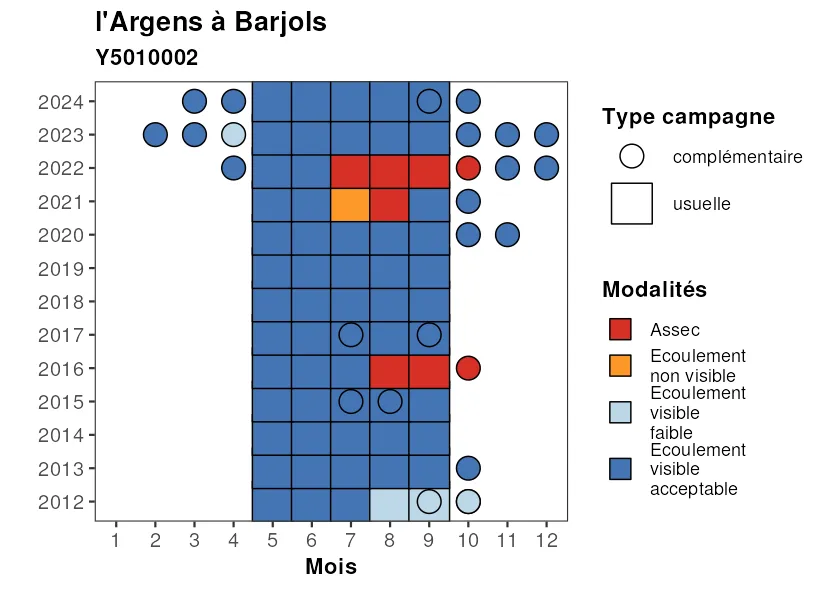 l'Argens à Barjols
Y5010002
2024
2023
2022
2021
2020
2019
2018
2017
2016
2015
2014
2013
2012
1 2 3 4 5 6 7 8 9 10 11 12
Mois
Type campagne
complémentaire
usuelle
Modalités
Assec
Ecoulement
non visible
Ecoulement
visible
faible
Ecoulement
visible
acceptable